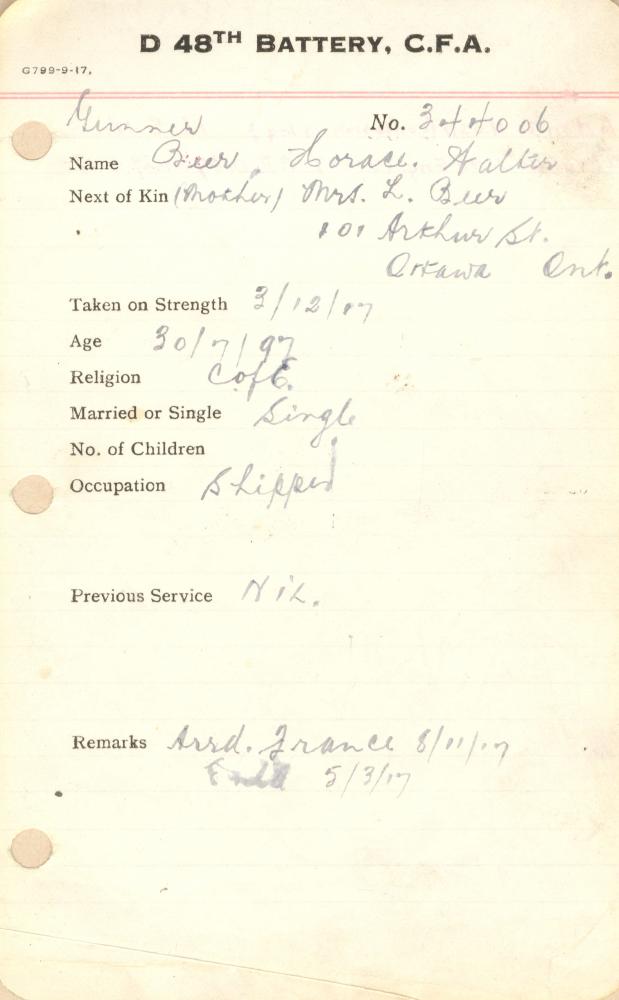 D 48TH BATTERY, C.F.A.
G799-9-17.
Gunner No. 344006
Name Beer, Horace. Walter
Next of Kin (Mother) Mrs. L. Beer
101 Arthur St.
Ottawa Ont.
Taken on Strength 3/12/17
Age 30/7/97
Religion C of E.
Married or Single Single
No. of Children
Occupation Shipper
Previous Service Nil.
Remarks Arrd. France 8/11/17
5/3/17